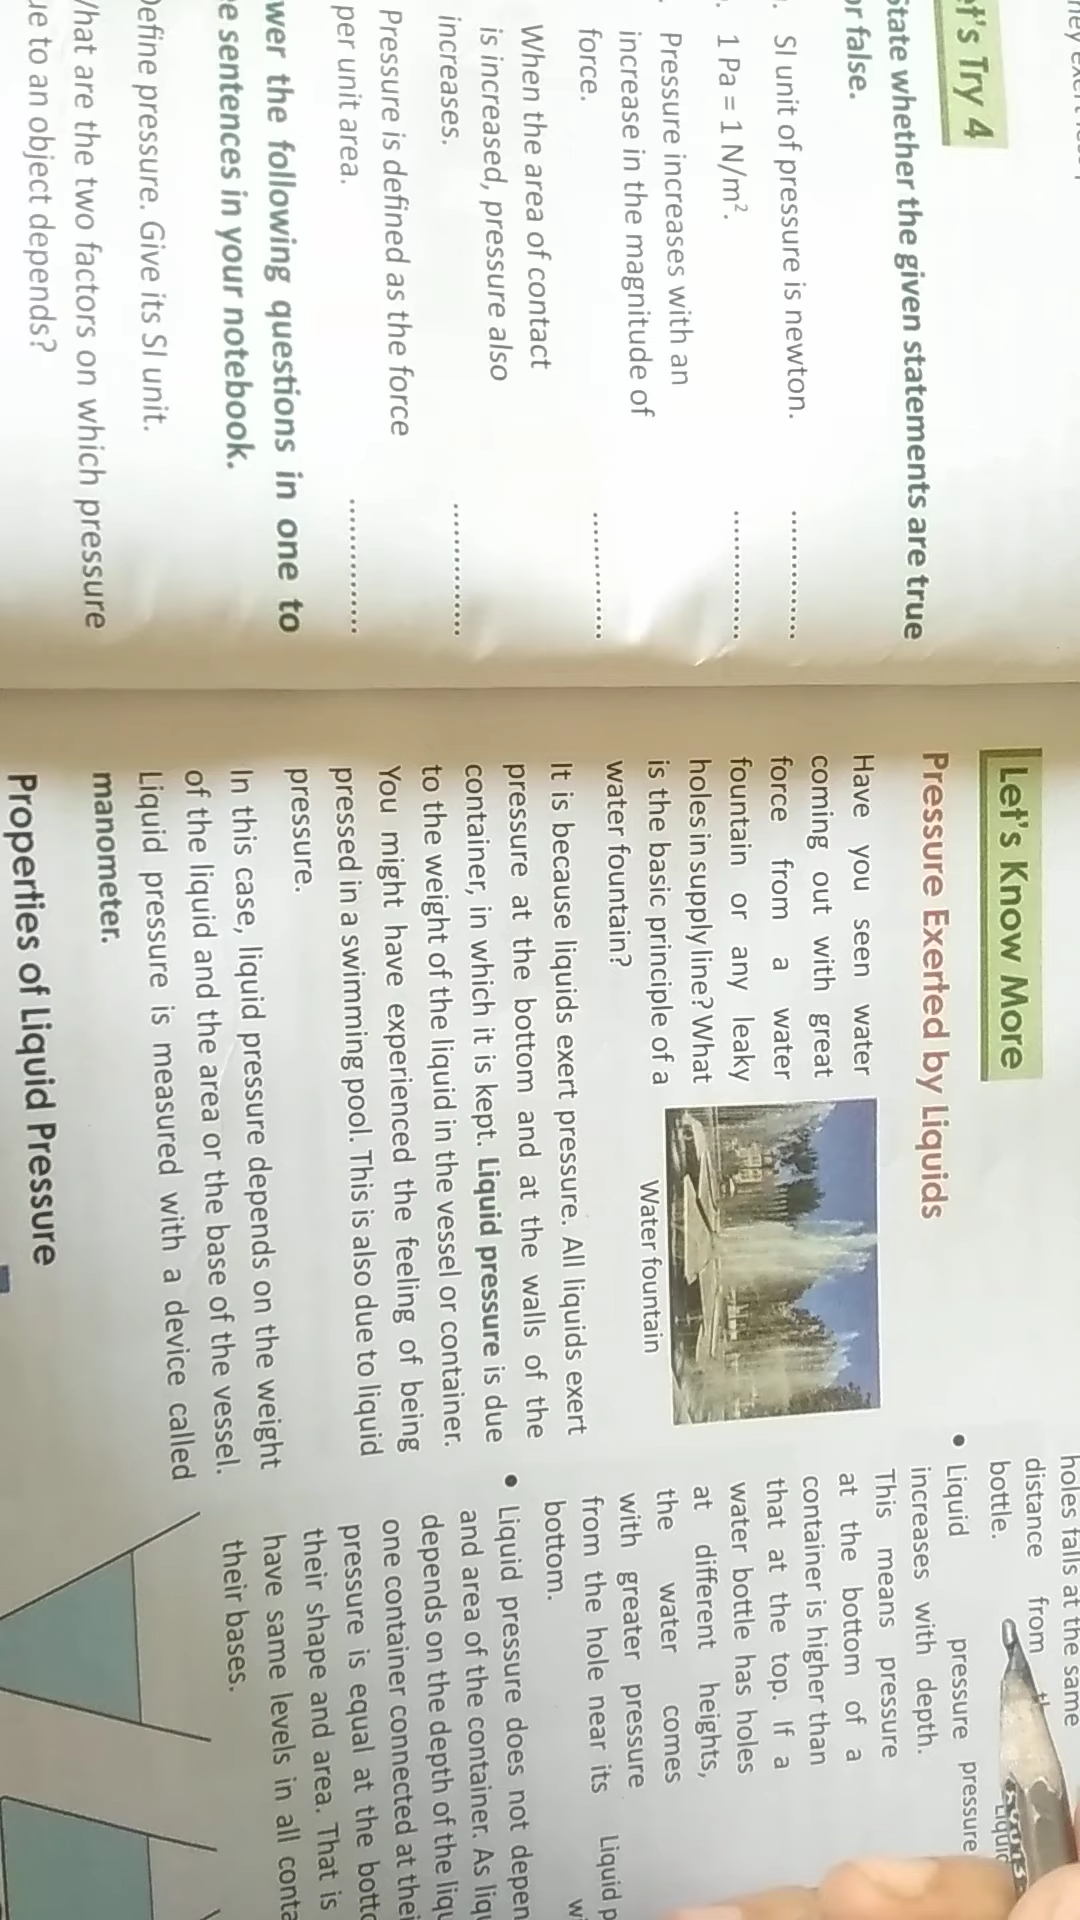 Let's Try 4
State whether the given statements are true
or false.
SI unit of pressure is newton. ............
1 Pa = 1 N/m². ............
Pressure increases with an
increase in the magnitude of
force. ............
When the area of contact
is increased, pressure also
increases. ............
Pressure is defined as the force
per unit area. ............
wer the following questions in one to
e sentences in your notebook.
Define pressure. Give its SI unit.
What are the two factors on which pressure
ue to an object depends?
Let's Know More
Pressure Exerted by Liquids
Have you seen water
coming out with great
force from a water
fountain or any leaky
holes in supply line? What
is the basic principle of a
water fountain?
Water fountain
It is because liquids exert pressure. All liquids exert
pressure at the bottom and at the walls of the
container, in which it is kept. Liquid pressure is due
to the weight of the liquid in the vessel or container.
You might have experienced the feeling of being
pressed in a swimming pool. This is also due to liquid
pressure.
In this case, liquid pressure depends on the weight
of the liquid and the area or the base of the vessel.
Liquid pressure is measured with a device called
manometer.
Properties of Liquid Pressure
holes falls at the same
distance from
bottle.
• Liquid pressure
increases with depth.
This means pressure
at the bottom of a
container is higher than
that at the top. If a
water bottle has holes
at different heights,
the water comes
with greater pressure
from the hole near its
bottom.
Liquid
pressure
Liquid p
• Liquid pressure does not depen
and area of the container. As liqu
depends on the depth of the liqu
one container connected at thei
pressure is equal at the botto
their shape and area. That is
have same levels in all conta
their bases.